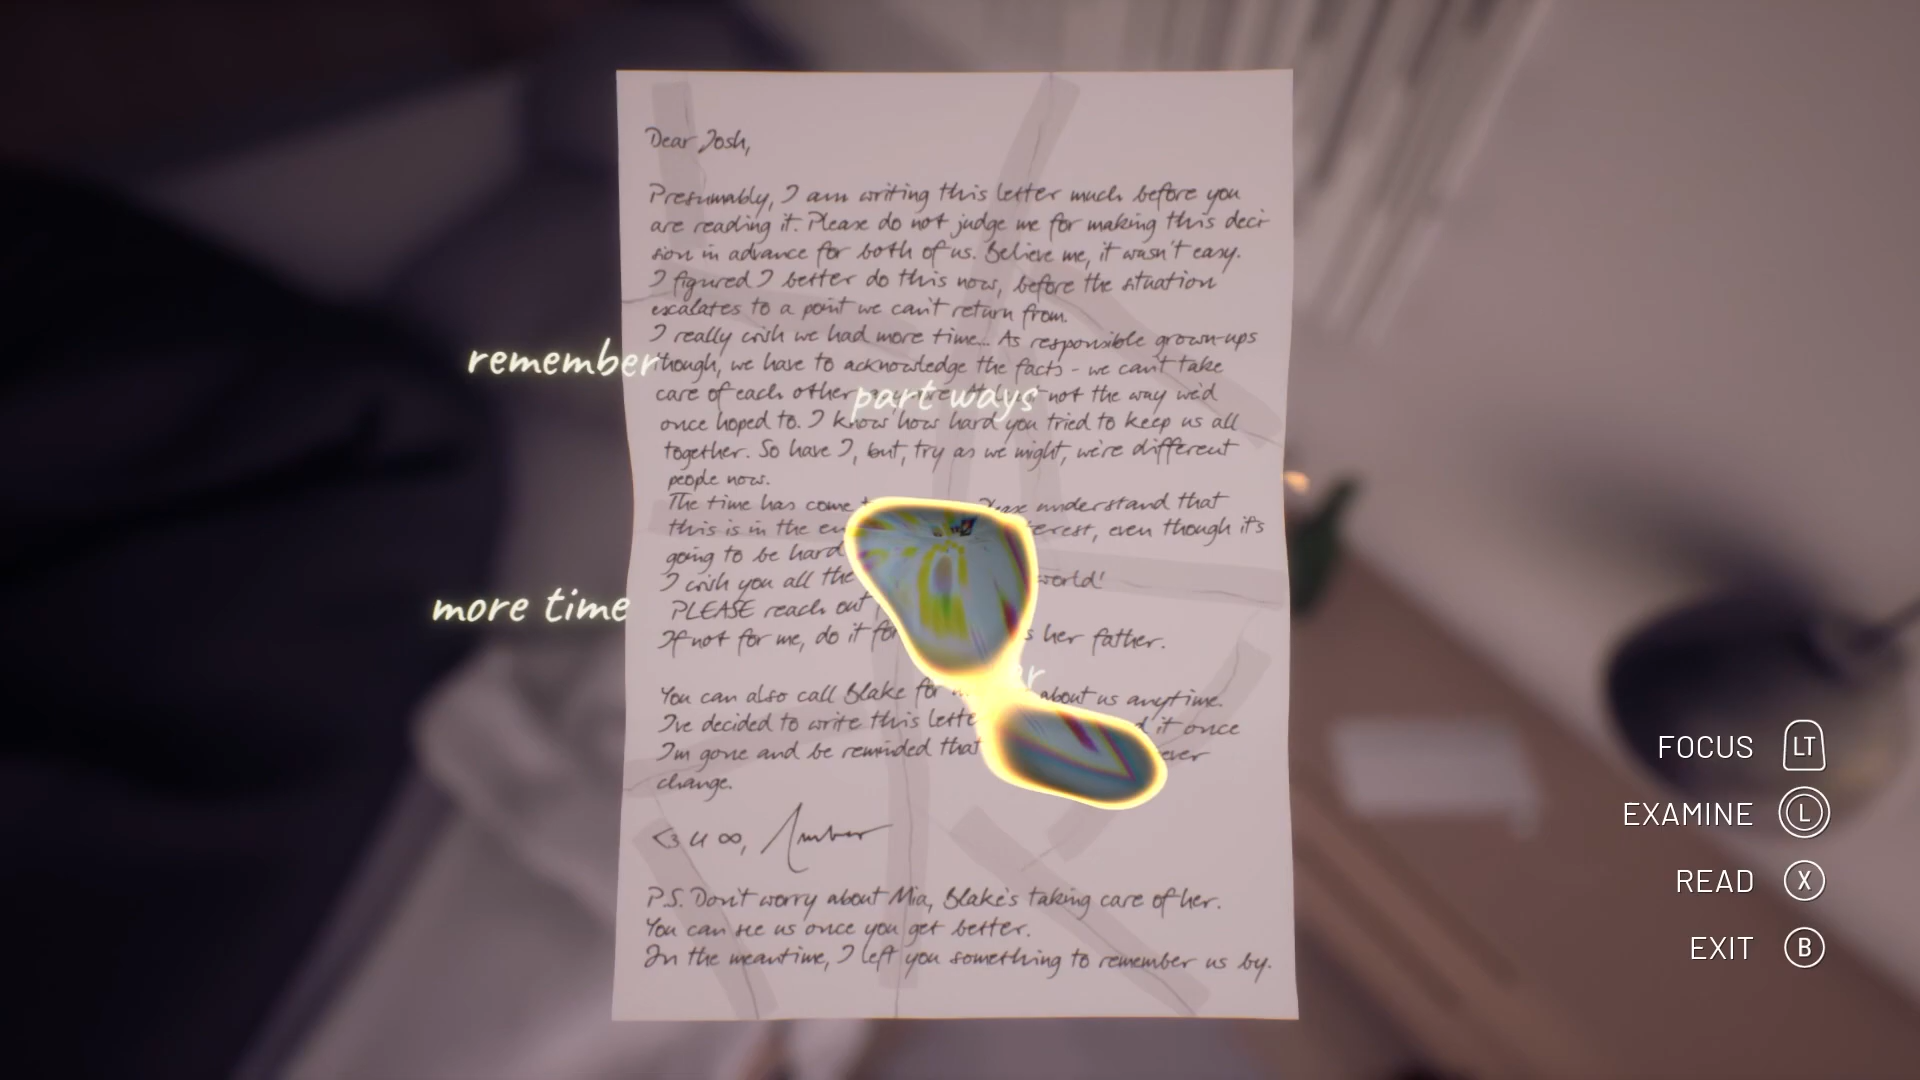 Dear Josh,
Presumably, I am writing this letter much before you
are reading it. Please do not judge me for making this deci
sion in advance for both of us. Believe me, it wasn't easy.
I figured I better do this now, before the situation
escalates to a point we can't return from.
I really wish we had more time... As responsible grown-ups
remember
though, we have to acknowledge the facts - we can't take
care of each other not the way we'd
part ways
once hoped to. I know how hard you tried to keep us all
together. So have I, but, try as we might, we're different
people now.
The time has come understand that
this is in the even though it's
going to be hard
I wish you all the world!
more time
PLEASE reach out
If not for me, do it her father.
You can also call Blake about us anytime.
I've decided to write this it once
I'm gone and be reminded that
change.
<3 u ∞, Amber
P.S. Don't worry about Mia, Blake's taking care of her.
You can see us once you get better.
In the meantime, I left you something to remember us by.
FOCUS LT
EXAMINE L
READ X
EXIT B